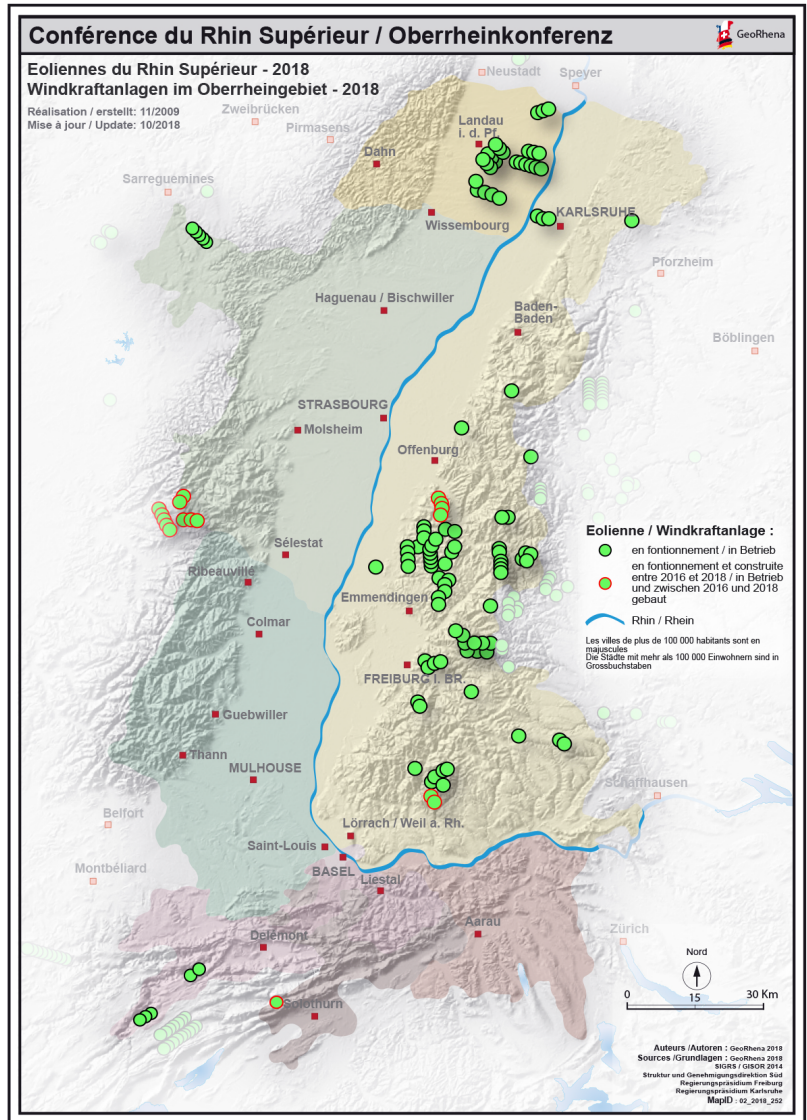 Conférence du Rhin Supérieur / Oberrheinkonferenz
GeoRhena
Eoliennes du Rhin Supérieur - 2018
Windkraftanlagen im Oberrheingebiet - 2018
Réalisation / erstellt: 11/2009
Mise à jour / Update: 10/2018
Neustadt
Speyer
Zweibrücken
Pirmasens
Landau
i. d. Pf.
Dahn
Sarreguemines
Wissembourg
KARLSRUHE
Pforzheim
Haguenau / Bischwiller
Baden-
Baden
Böblingen
STRASBOURG
Molsheim
Offenburg
Eolienne / Windkraftanlage :
en fontionnement / in Betrieb
en fontionnement et construite
entre 2016 et 2018 / in Betrieb
und zwischen 2016 und 2018
gebaut
Rhin / Rhein
Les villes de plus de 100 000 habitants sont en
majuscules
Die Städte mit mehr als 100 000 Einwohnern sind in
Grossbuchstaben
Sélestat
Ribeauvillé
Emmendingen
Colmar
FREIBURG i. BR.
Guebwiller
Thann
MULHOUSE
Schaffhausen
Belfort
Lörrach / Weil a. Rh.
Saint-Louis
BASEL
Montbéliard
Liestal
Aarau
Zürich
Delémont
Solothurn
Nord
0 15 30 Km
Auteurs /Autoren : GeoRhena 2018
Sources /Grundlagen : GeoRhena 2018
SIGRS / GISOR 2014
Struktur und Genehmigungsdirektion Süd
Regierungspräsidium Freiburg
Regierungspräsidium Karlsruhe
MapID : 02_2018_252